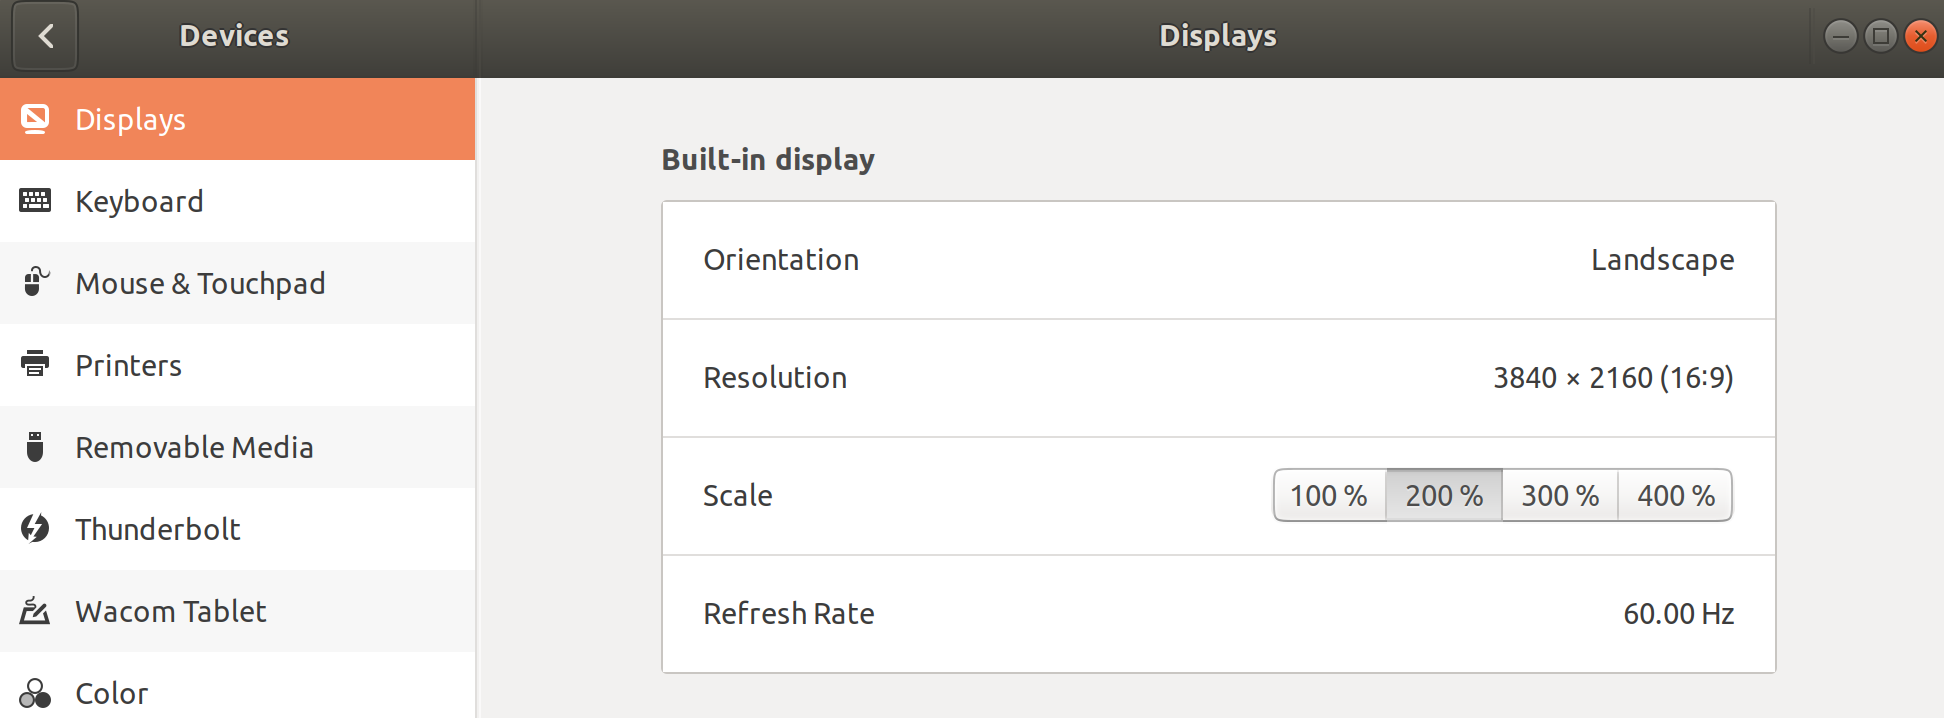 Devices
Displays
Displays
Keyboard
Mouse & Touchpad
Printers
Removable Media
Thunderbolt
Wacom Tablet
Color
Built-in display
Orientation Landscape
Resolution 3840 × 2160 (16:9)
Scale 100 % 200 % 300 % 400 %
Refresh Rate 60.00 Hz